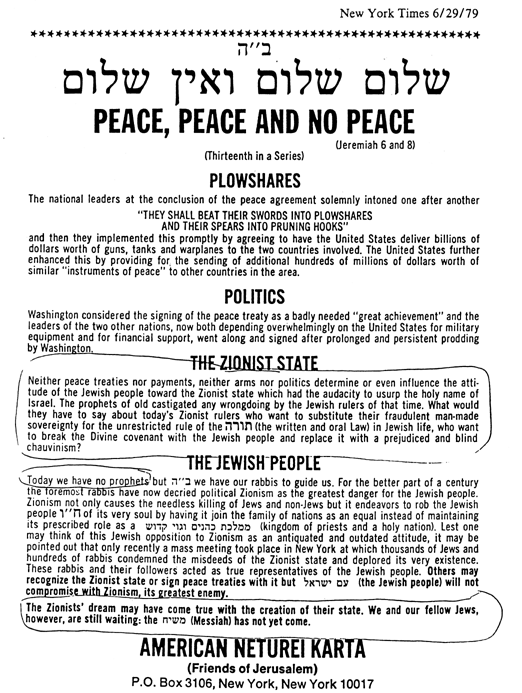 New York Times 6/29/79
ב״ה
שלום שלום ואין שלום
PEACE, PEACE AND NO PEACE
(Jeremiah 6 and 8)
(Thirteenth in a Series)
PLOWSHARES
The national leaders at the conclusion of the peace agreement solemnly intoned one after another
"THEY SHALL BEAT THEIR SWORDS INTO PLOWSHARES
AND THEIR SPEARS INTO PRUNING HOOKS"
and then they implemented this promptly by agreeing to have the United States deliver billions of
dollars worth of guns, tanks and warplanes to the two countries involved. The United States further
enhanced this by providing for the sending of additional hundreds of millions of dollars worth of
similar "instruments of peace" to other countries in the area.
POLITICS
Washington considered the signing of the peace treaty as a badly needed "great achievement" and the
leaders of the two other nations, now both depending overwhelmingly on the United States for military
equipment and for financial support, went along and signed after prolonged and persistent prodding
by Washington.
THE ZIONIST STATE
Neither peace treaties nor payments, neither arms nor politics determine or even influence the atti-
tude of the Jewish people toward the Zionist state which had the audacity to usurp the holy name of
Israel. The prophets of old castigated any wrongdoing by the Jewish rulers of that time. What would
they have to say about today's Zionist rulers who want to substitute their fraudulent man-made
sovereignty for the unrestricted rule of the תורה (the written and oral Law) in Jewish life, who want
to break the Divine covenant with the Jewish people and replace it with a prejudiced and blind
chauvinism?
THE JEWISH PEOPLE
Today we have no prophets but ב״ה we have our rabbis to guide us. For the better part of a century
the foremost rabbis have now decried political Zionism as the greatest danger for the Jewish people.
Zionism not only causes the needless killing of Jews and non-Jews but it endeavors to rob the Jewish
people ח״ו of its very soul by having it join the family of nations as an equal instead of maintaining
its prescribed role as a ממלכת כהנים וגוי קדוש (kingdom of priests and a holy nation). Lest one
may think of this Jewish opposition to Zionism as an antiquated and outdated attitude, it may be
pointed out that only recently a mass meeting took place in New York at which thousands of Jews and
hundreds of rabbis condemned the misdeeds of the Zionist state and deplored its very existence.
These rabbis and their followers acted as true representatives of the Jewish people. Others may
recognize the Zionist state or sign peace treaties with it but עם ישראל (the Jewish people) will not
compromise with Zionism, its greatest enemy.
The Zionists' dream may have come true with the creation of their state. We and our fellow Jews,
however, are still waiting: the משיח (Messiah) has not yet come.
AMERICAN NETUREI KARTA
(Friends of Jerusalem)
P.O. Box 3106, New York, New York 10017